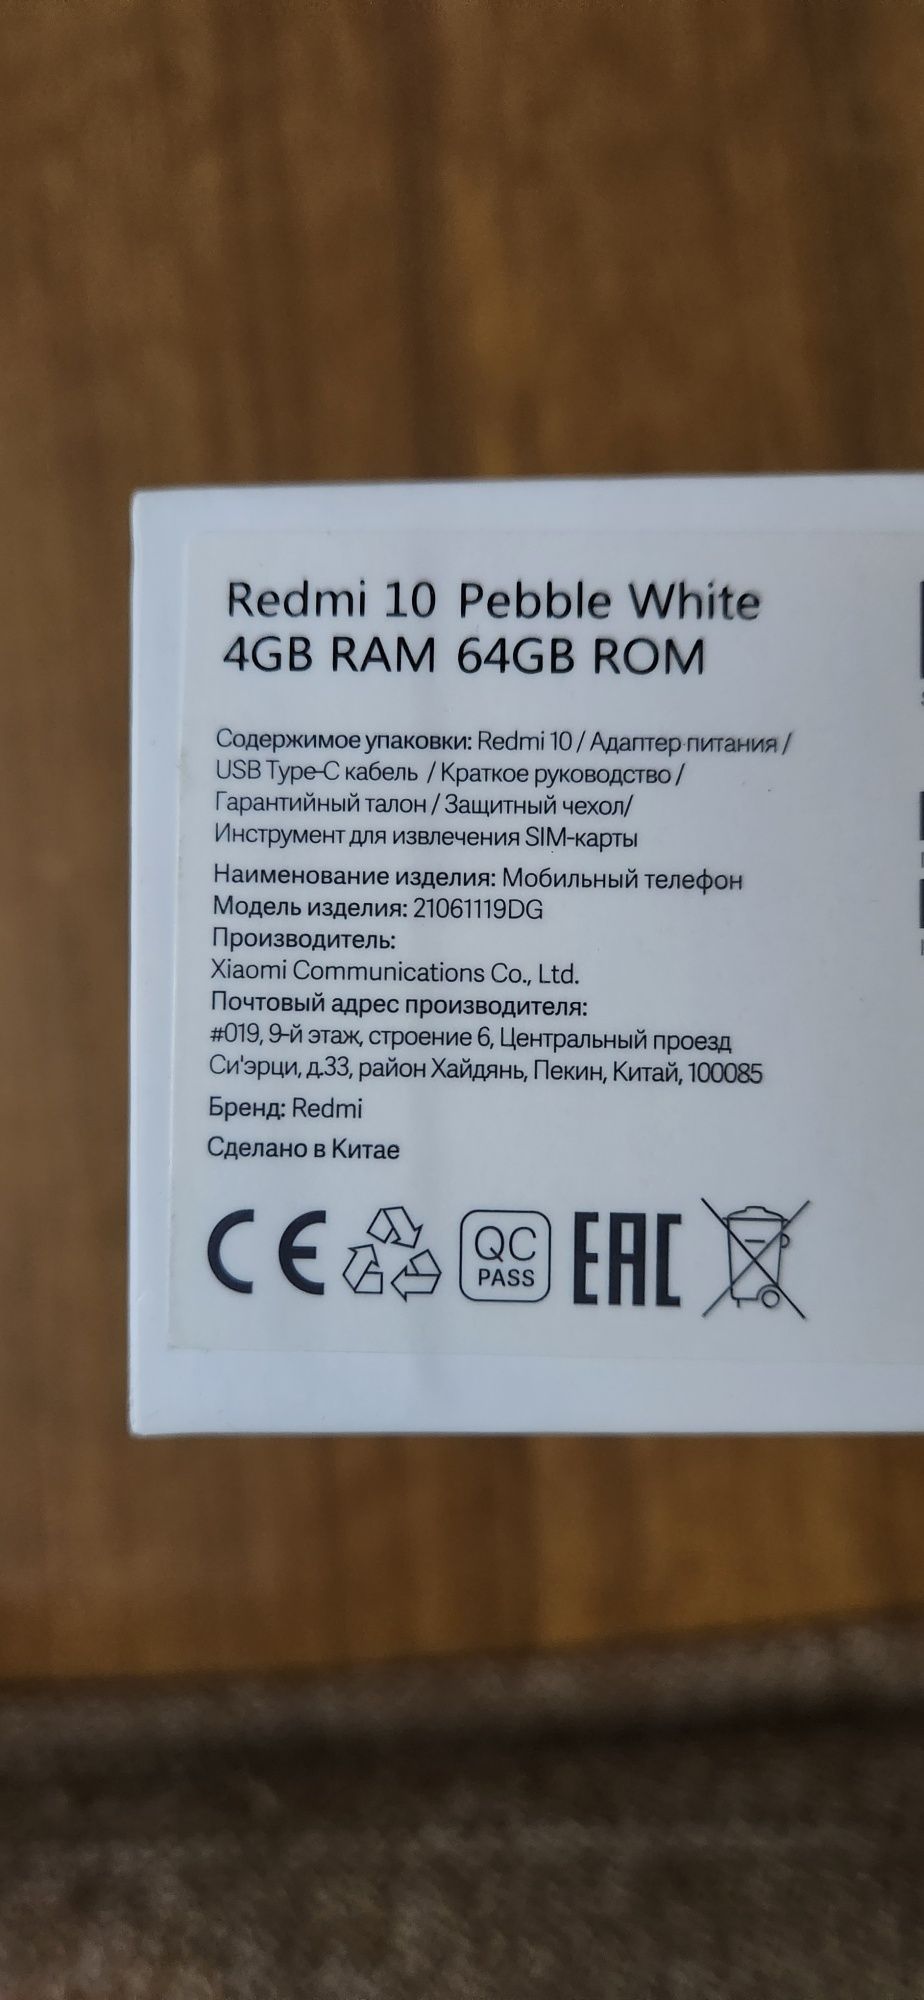 Redmi 10 Pebble White
4GB RAM 64GB ROM
Содержимое упаковки: Redmi 10 / Адаптер питания /
USB Type-C кабель / Краткое руководство /
Гарантийный талон / Защитный чехол/
Инструмент для извлечения SIM-карты
Наименование изделия: Мобильный телефон
Модель изделия: 21061119DG
Производитель:
Xiaomi Communications Co., Ltd.
Почтовый адрес производителя:
#019, 9-й этаж, строение 6, Центральный проезд
Си'эрци, д.33, район Хайдянь, Пекин, Китай, 100085
Бренд: Redmi
Сделано в Китае
CE QC EAC
PASS